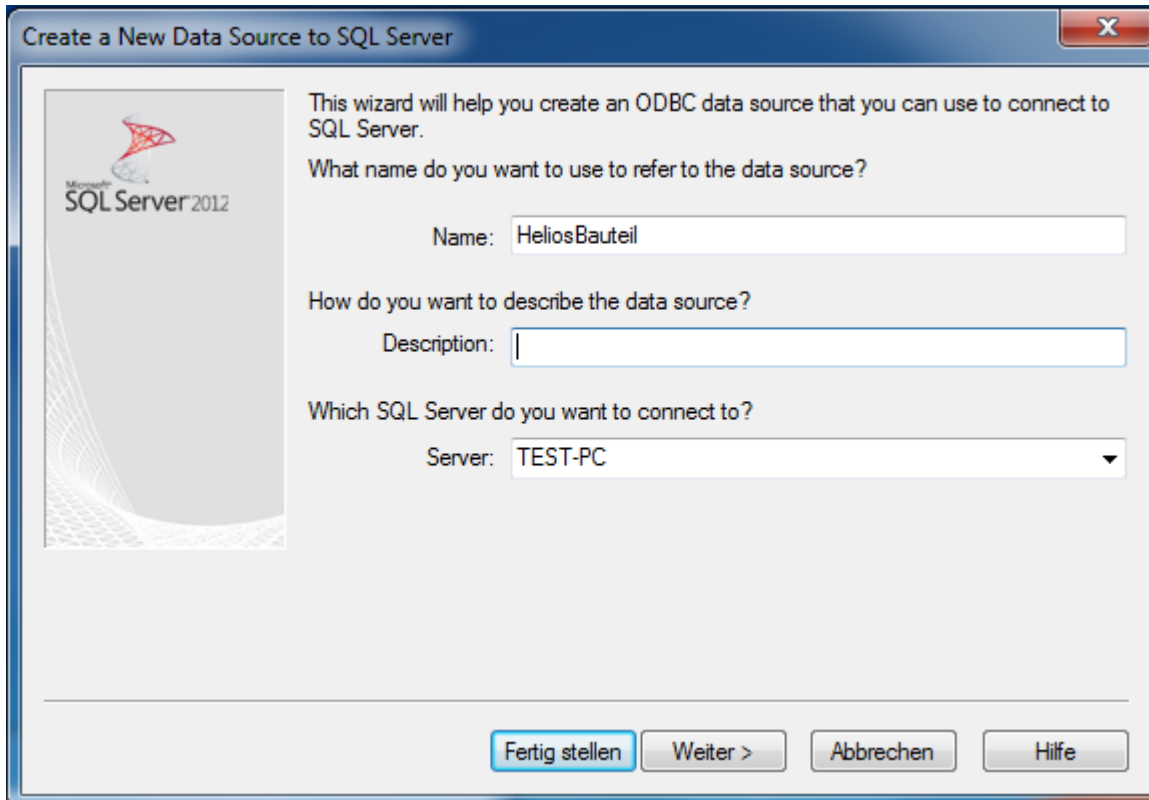 Create a New Data Source to SQL Server
This wizard will help you create an ODBC data source that you can use to connect to
SQL Server.
What name do you want to use to refer to the data source?
Microsoft
SQL Server 2012
Name: HeliosBauteil
How do you want to describe the data source?
Description:
Which SQL Server do you want to connect to?
Server: TEST-PC
Fertig stellen Weiter > Abbrechen Hilfe